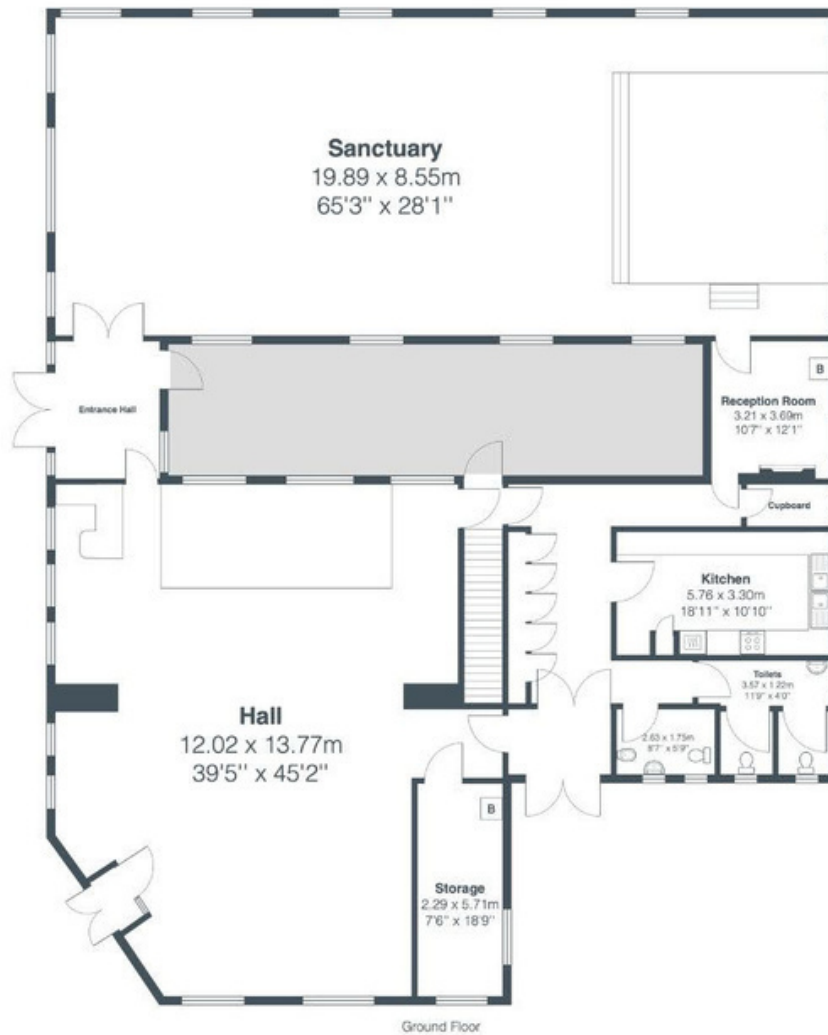 Sanctuary
19.89 x 8.55m
65'3" x 28'1"
B
Reception Room
3.21 x 3.69m
10'7" x 12'1"
Entrance Hall
Cupboard
Kitchen
5.76 x 3.30m
18'11" x 10'10"
Toilets
3.57 x 1.22m
11'9" x 4'0"
Hall
12.02 x 13.77m
39'5" x 45'2"
2.63 x 1.75m
8'7" x 5'9"
B
Storage
2.29 x 5.71m
7'6" x 18'9"
Ground Floor